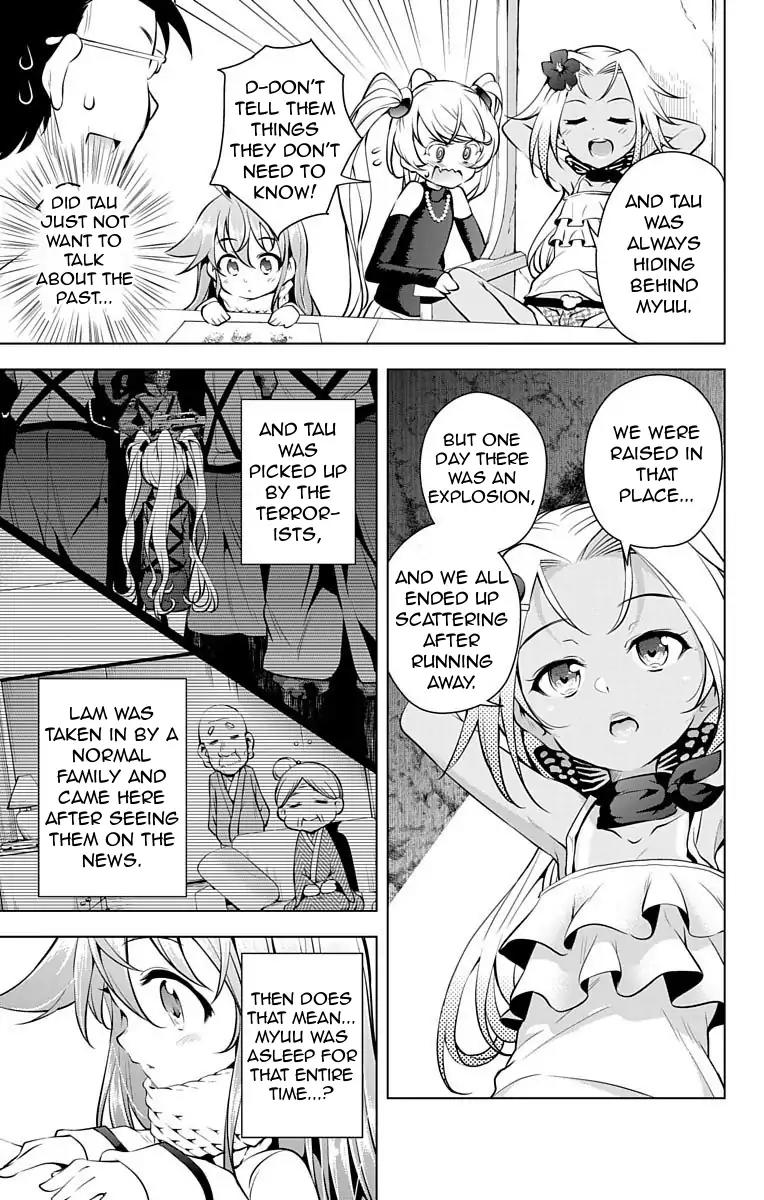 AND TAU
WAS
ALWAYS
HIDING
BEHIND
MYUU.
D-DON'T
TELL THEM
THINGS
THEY DON'T
NEED TO
KNOW!
DID TAU
JUST NOT
WANT TO
TALK
ABOUT THE
PAST...
WE WERE
RAISED IN
THAT
PLACE...
BUT ONE
DAY THERE
WAS AN
EXPLOSION,
AND WE ALL
ENDED UP
SCATTERING
AFTER
RUNNING
AWAY.
AND TAU
WAS
PICKED UP
BY THE
TERROR-
ISTS,
LAM WAS
TAKEN IN BY A
NORMAL
FAMILY AND
CAME HERE
AFTER SEEING
THEM ON THE
NEWS.
THEN DOES
THAT MEAN...
MYUU WAS
ASLEEP FOR
THAT ENTIRE
TIME...?